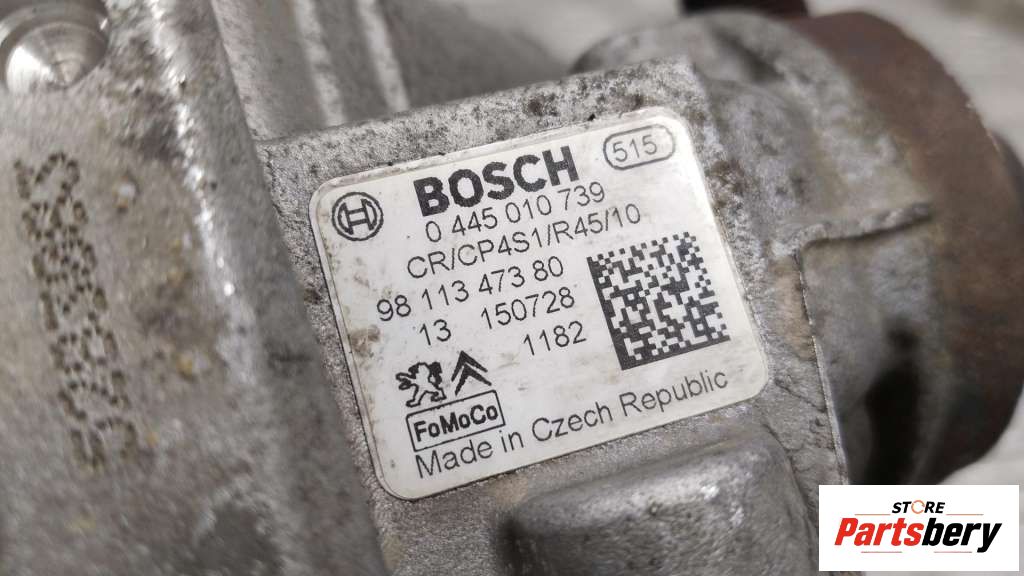 BOSCH 515
0 445 010 739
CR/CP4S1/R45/10
98 113 473 80
13 150728
1182
FoMoCo
Made in Czech Republic
STORE
Partsbery